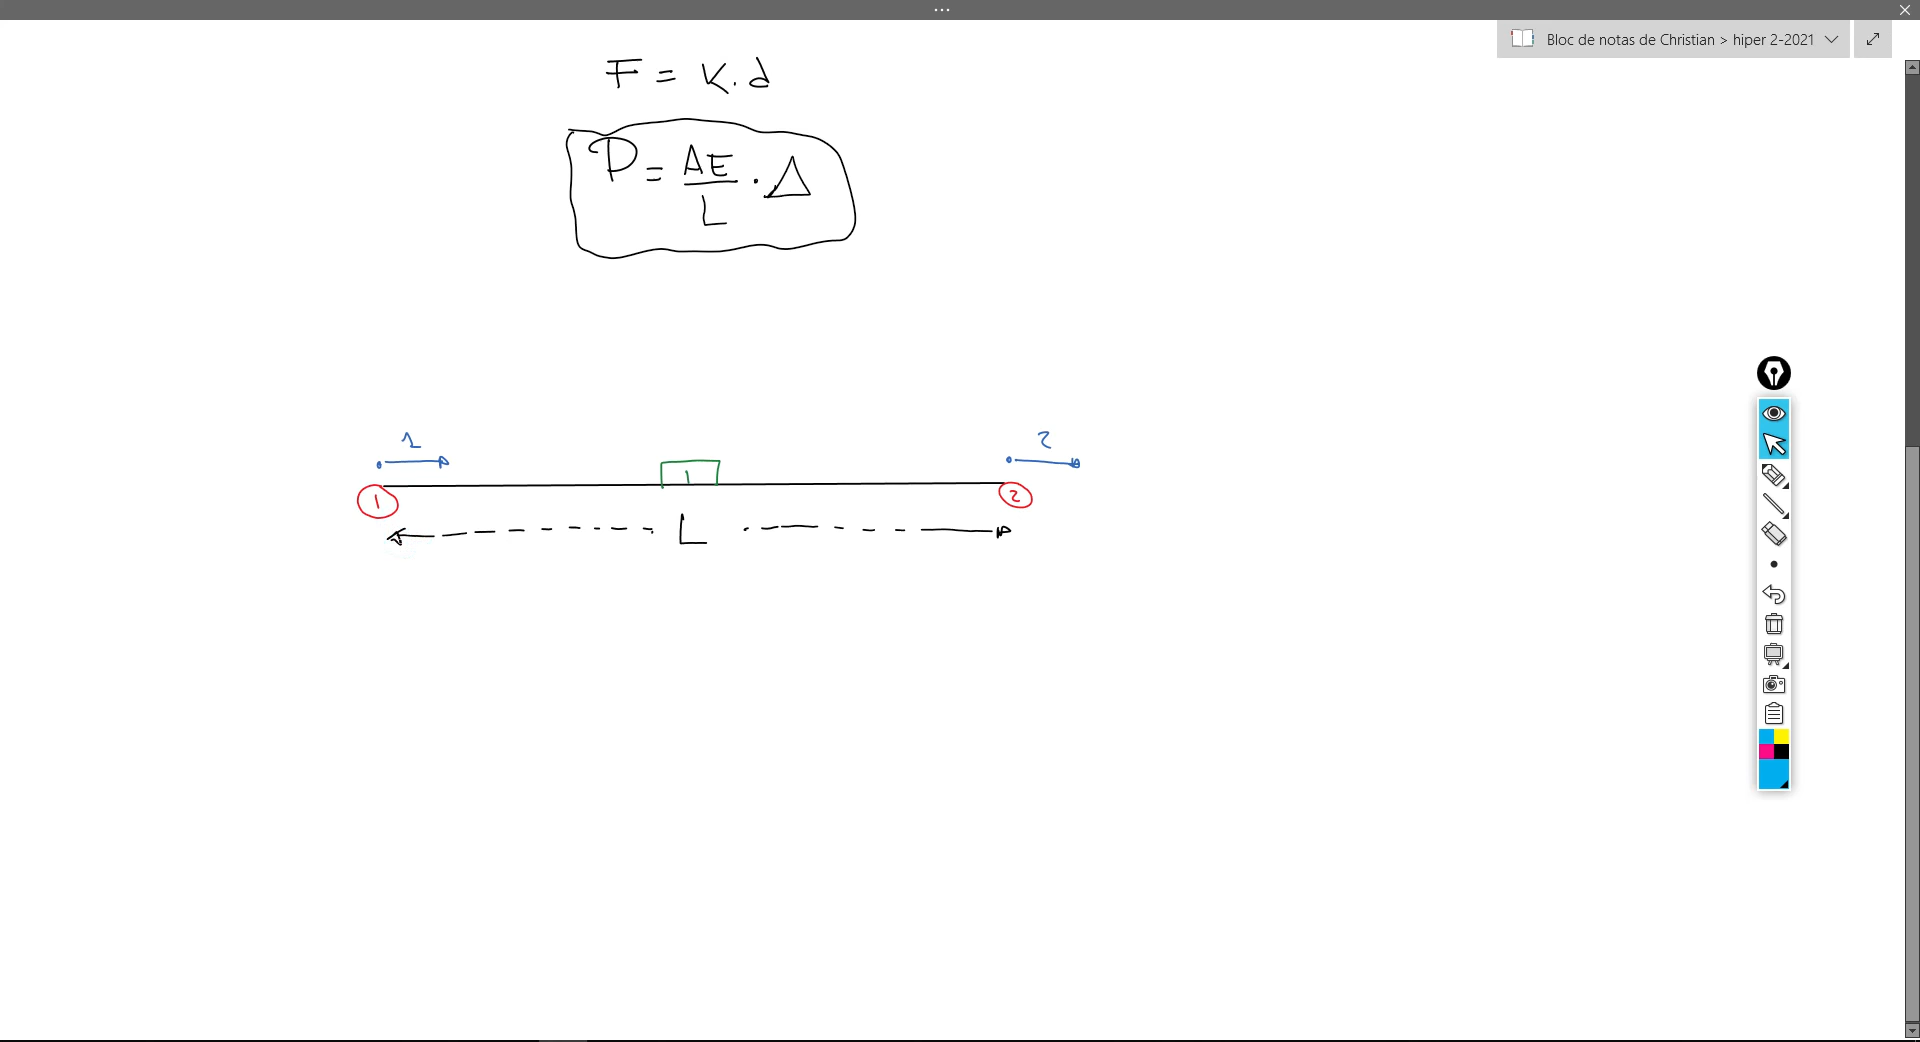 Bloc de notas de Christian > hiper 2-2021
F = K.d
P = AE/L . Δ
1 2
1
1 2
L